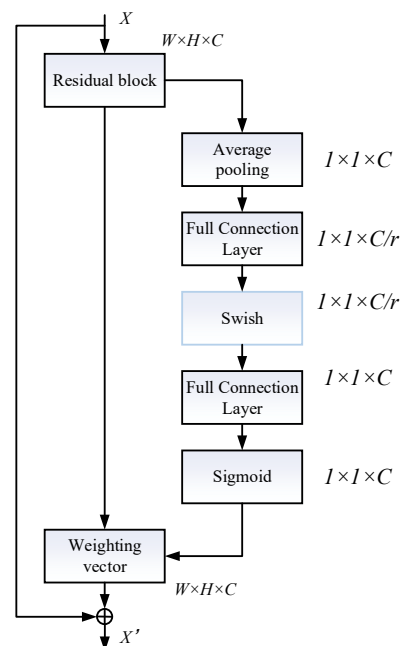 X
W×H×C
Residual block
Average
pooling
1×1×C
Full Connection
Layer
1×1×C/r
Swish
1×1×C/r
Full Connection
Layer
1×1×C
Sigmoid
1×1×C
Weighting
vector
W×H×C
X’